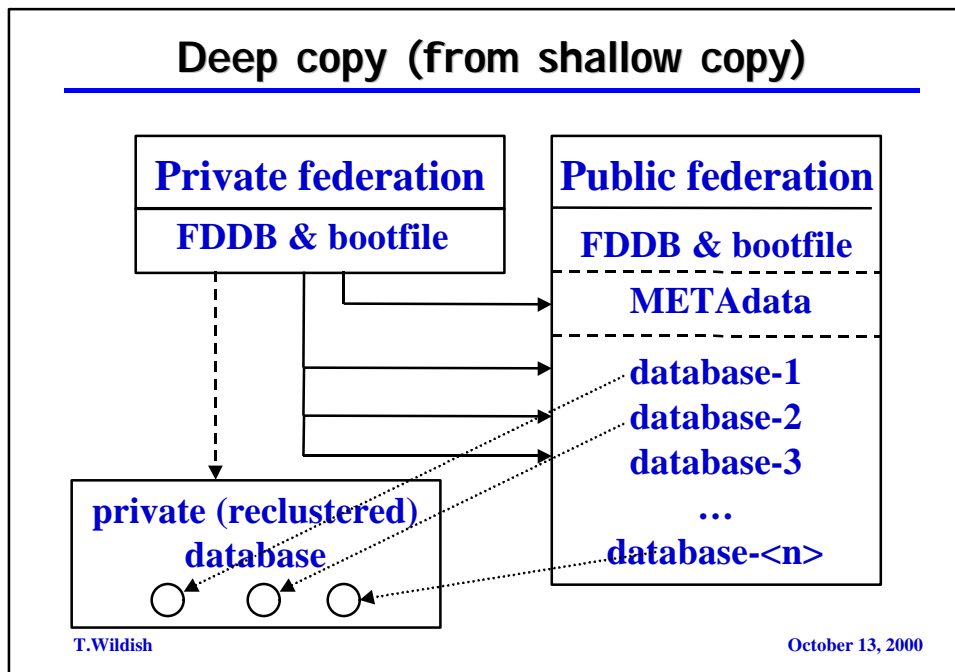 Deep copy (from shallow copy)
Private federation
FDDB & bootfile
Public federation
FDDB & bootfile
METAdata
database-1
database-2
database-3
…
database-<n>
private (reclustered)
database
T.Wildish
October 13, 2000